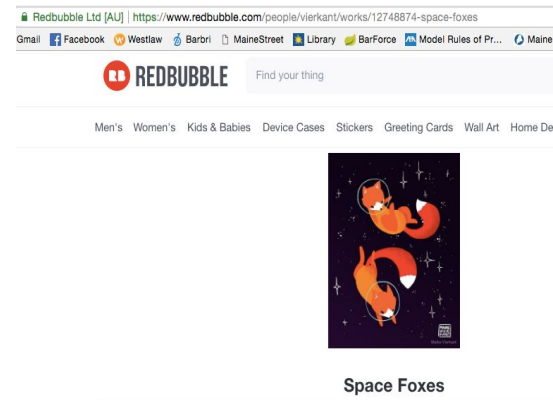 Redbubble Ltd [AU] | https://www.redbubble.com/people/vierkant/works/12748874-space-foxes
Gmail Facebook Westlaw Barbri MaineStreet Library BarForce Model Rules of Pr... Maine
RB REDBUBBLE Find your thing
Men's Women's Kids & Babies Device Cases Stickers Greeting Cards Wall Art Home De
Space Foxes